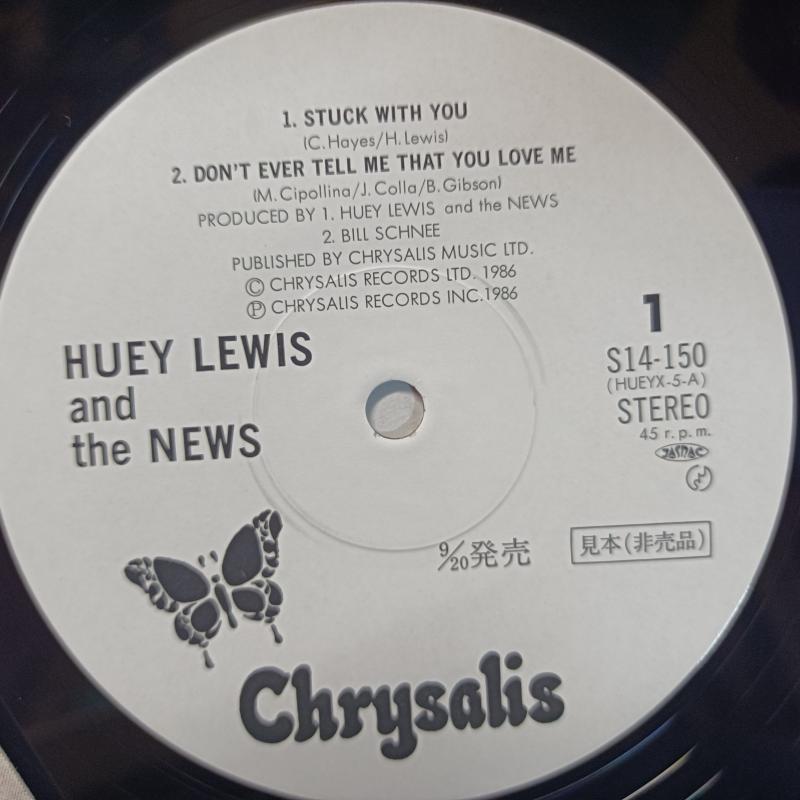 1. STUCK WITH YOU
(C.Hayes/H.Lewis)
2. DON'T EVER TELL ME THAT YOU LOVE ME
(M.Cipollina/J.Colla/B.Gibson)
PRODUCED BY 1. HUEY LEWIS and the NEWS
2. BILL SCHNEE
PUBLISHED BY CHRYSALIS MUSIC LTD.
Ⓒ CHRYSALIS RECORDS LTD. 1986
Ⓟ CHRYSALIS RECORDS INC.1986
HUEY LEWIS
and
the NEWS
1
S14-150
(HUEYX-5-A)
STEREO
45 r.p.m.
JASRAC
9/20発売
見本(非売品)
Chrysalis